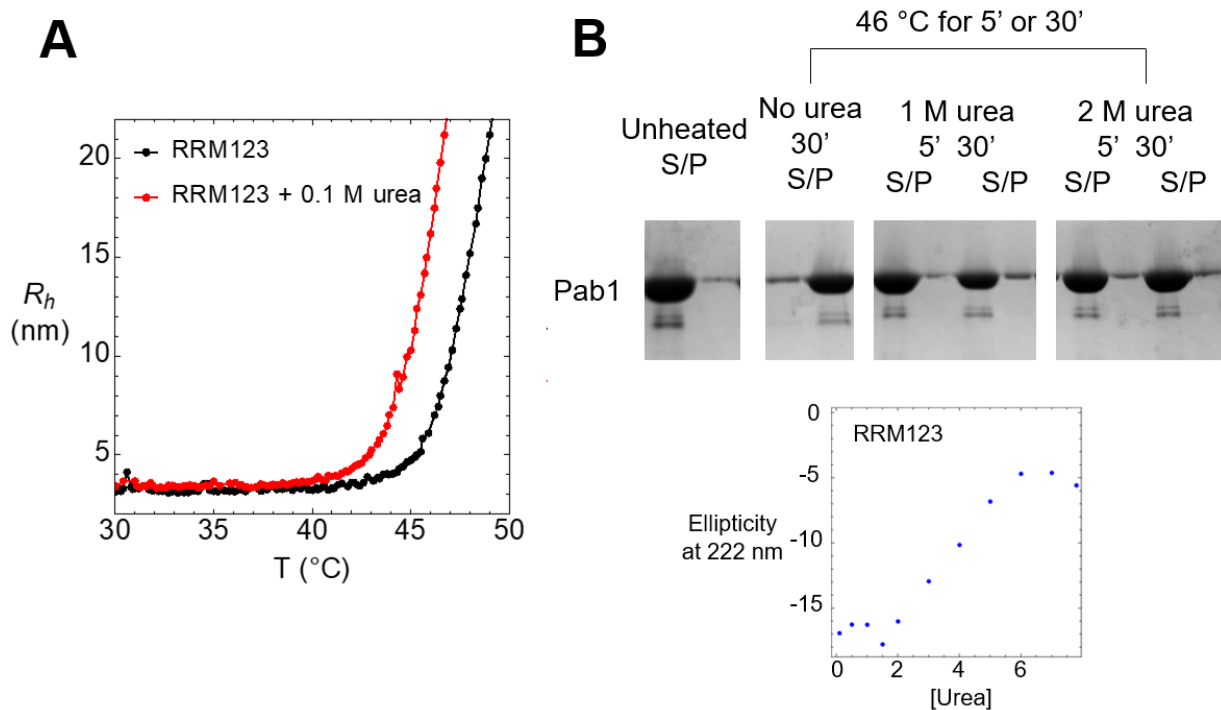 A
RRM123
RRM123 + 0.1 M urea
20
15
10
5
R_h
(nm)
30 35 40 45 50
T (°C)
B
46 °C for 5’ or 30’
Unheated
S/P
No urea
30’
S/P
1 M urea
5’ 30’
S/P S/P
2 M urea
5’ 30’
S/P S/P
Pab1
RRM123
0
-5
-10
-15
Ellipticity
at 222 nm
0 2 4 6
[Urea]